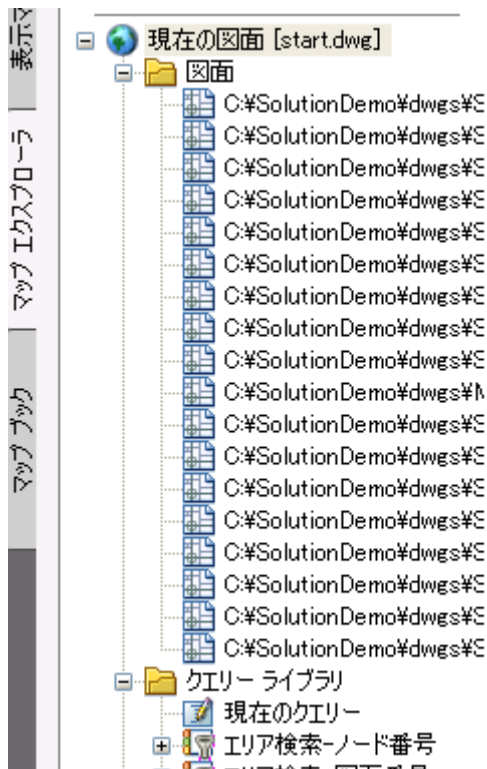 表示マ
マップ エクスプローラ
マップ ブック
現在の図面 [start.dwg]
図面
C:¥SolutionDemo¥dwgs¥S
C:¥SolutionDemo¥dwgs¥S
C:¥SolutionDemo¥dwgs¥S
C:¥SolutionDemo¥dwgs¥S
C:¥SolutionDemo¥dwgs¥S
C:¥SolutionDemo¥dwgs¥S
C:¥SolutionDemo¥dwgs¥S
C:¥SolutionDemo¥dwgs¥S
C:¥SolutionDemo¥dwgs¥S
C:¥SolutionDemo¥dwgs¥M
C:¥SolutionDemo¥dwgs¥S
C:¥SolutionDemo¥dwgs¥S
C:¥SolutionDemo¥dwgs¥S
C:¥SolutionDemo¥dwgs¥S
C:¥SolutionDemo¥dwgs¥S
C:¥SolutionDemo¥dwgs¥S
C:¥SolutionDemo¥dwgs¥S
C:¥SolutionDemo¥dwgs¥S
クエリー ライブラリ
現在のクエリー
エリア検索-ノード番号